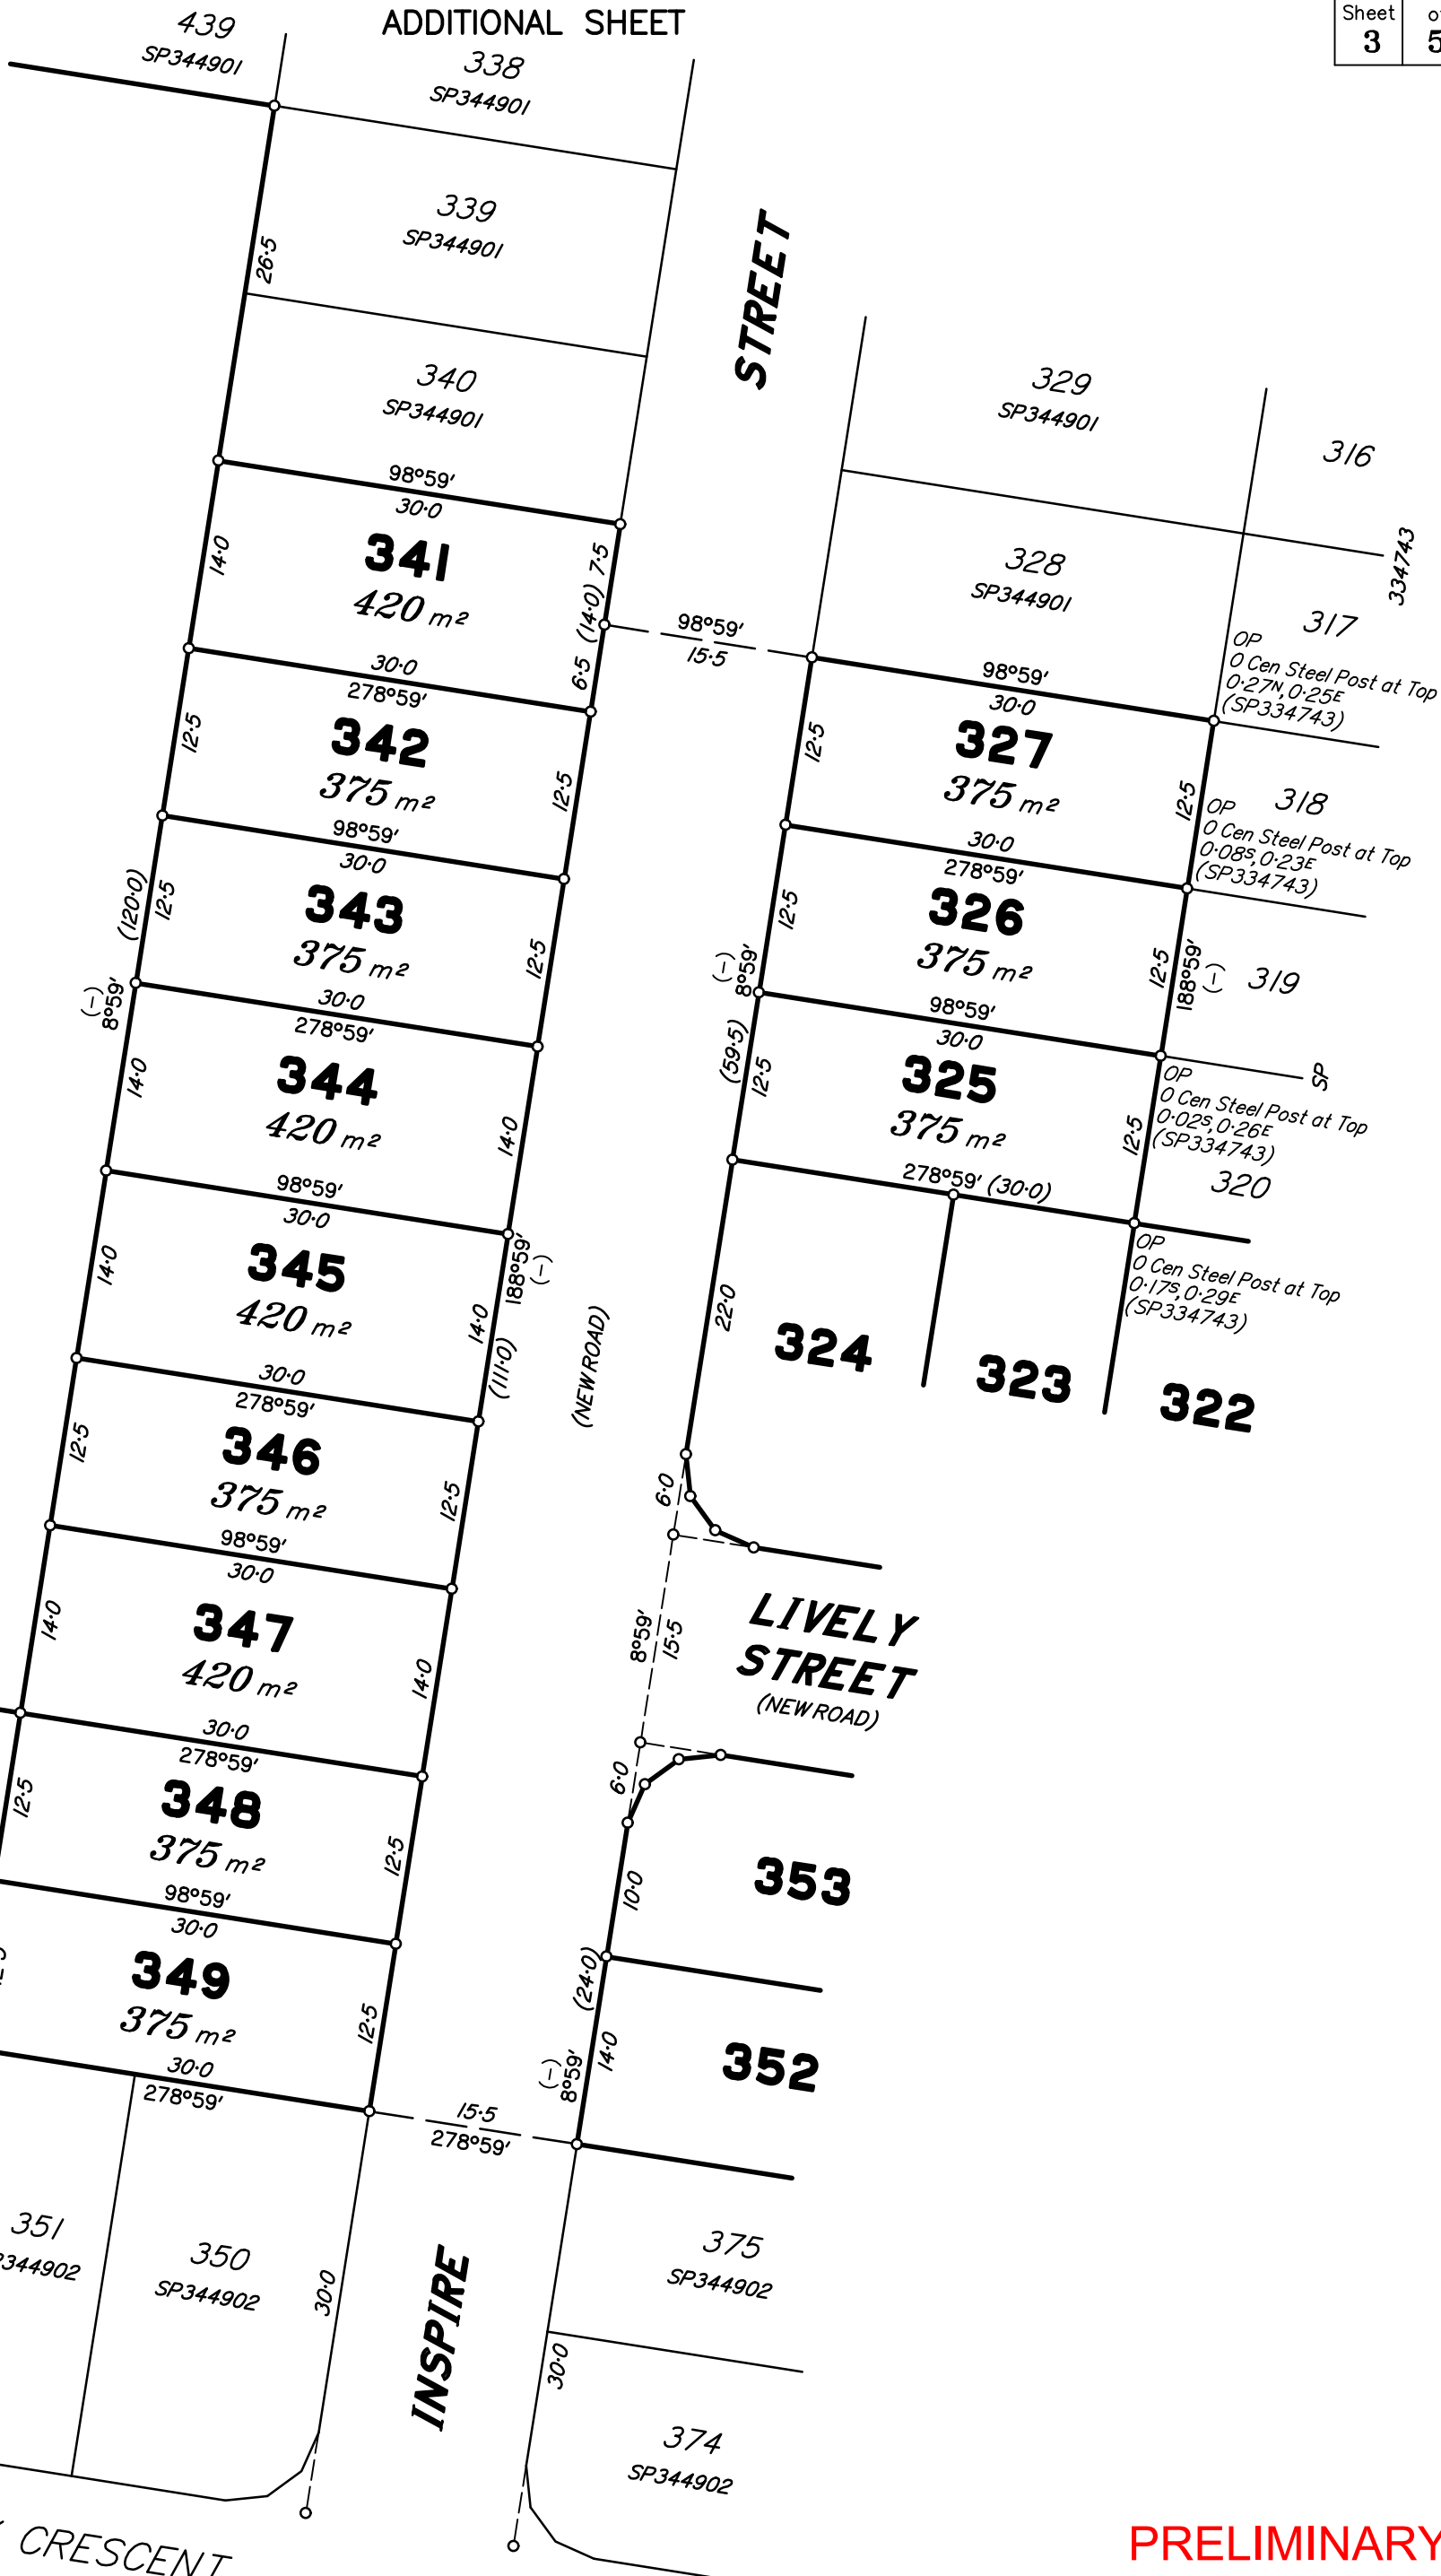 ADDITIONAL SHEET
Sheet
3
5
439
SP344901
338
SP344901
339
SP344901
26·5
340
SP344901
STREET
329
SP344901
316
334743
98°59′
30·0
341
420 m²
14·0
7·5
(14·0)
6·5
98°59′
15·5
328
SP344901
317
OP
0 Cen Steel Post at Top
0·27N, 0·25E
(SP334743)
30·0
278°59′
342
375 m²
12·5
12·5
98°59′
30·0
327
375 m²
12·5
12·5
318
OP
0 Cen Steel Post at Top
0·08S, 0·23E
(SP334743)
98°59′
30·0
343
375 m²
(120·0)
12·5
12·5
30·0
278°59′
326
375 m²
12·5
12·5
188°59′
(–)
319
(–)
8°59′
30·0
278°59′
344
420 m²
14·0
14·0
(–)
8°59′
(59·5)
98°59′
30·0
325
375 m²
12·5
12·5
SP
OP
0 Cen Steel Post at Top
0·02S, 0·26E
(SP334743)
320
98°59′
30·0
345
420 m²
14·0
14·0
188°59′
(–)
(111·0)
(NEW ROAD)
278°59′ (30·0)
OP
0 Cen Steel Post at Top
0·17S, 0·29E
(SP334743)
22·0
324
323
322
30·0
278°59′
346
375 m²
12·5
12·5
6·0
98°59′
30·0
347
420 m²
14·0
14·0
8°59′
15·5
LIVELY
STREET
(NEW ROAD)
30·0
278°59′
348
375 m²
12·5
12·5
6·0
10·0
353
98°59′
30·0
349
375 m²
12·5
(24·0)
14·0
352
(–)
8°59′
30·0
278°59′
15·5
278°59′
351
344902
350
SP344902
30·0
INSPIRE
375
SP344902
30·0
374
SP344902
CRESCENT
PRELIMINARY